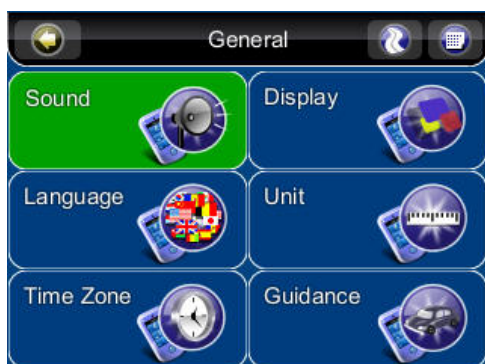 General
Sound
Display
Language
Unit
Time Zone
Guidance